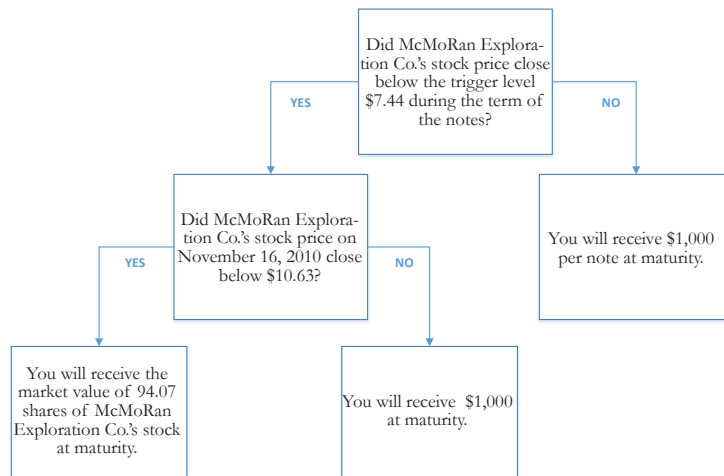 Did McMoRan Explora-
tion Co.'s stock price close
below the trigger level
$7.44 during the term of
the notes?
YES
NO
Did McMoRan Explora-
tion Co.'s stock price on
November 16, 2010 close
below $10.63?
You will receive $1,000
per note at maturity.
YES
NO
You will receive the
market value of 94.07
shares of McMoRan
Exploration Co.'s stock
at maturity.
You will receive $1,000
at maturity.